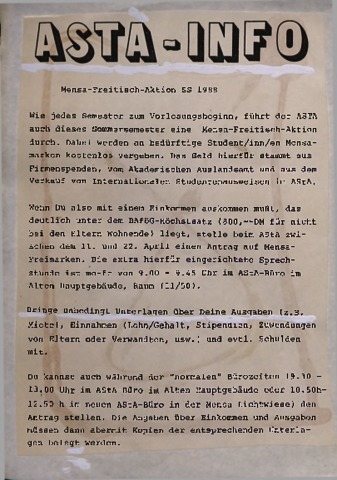 ASTA-INFO
Mensa-Freitisch-Aktion SS 1988
Wie jedes Semester zum Vorlesungsbeginn, führt der ASTA
auch dieses Sommersemester eine Mensa-Freitisch-Aktion
durch. Dabei werden an bedürftige Student/inn/en Mensa-
marken kostenlos vergeben. Das Geld hierfür stammt aus
Firmenspenden, vom Akademischen Auslandsamt und aus dem
Verkauf von Internationalen Studentenausweisen im ASTA.
Wenn Du also mit einem Einkommen auskommen mußt, das
deutlich unter dem BAFÖG-Höchstsatz (800,--DM für nicht
bei den Eltern Wohnende) liegt, stelle beim ASTA zwi-
schen dem 11. und 22. April einen Antrag auf Mensa-
Freimarken. Die extra hierfür eingerichtete Sprech-
stunde ist Mo-Fr von 9.00 - 9.45 Uhr im ASTA-Büro im
Alten Hauptgebäude, Raum (11/50).
Bringe unbedingt Unterlagen über Deine Ausgaben (z.B.
Miete), Einnahmen (Lohn/Gehalt, Stipendien, Zuwendungen
von Eltern oder Verwandten, usw.) und evtl. Schulden
mit.
Du kannst auch während der "normalen" Bürozeiten
13.00 Uhr im ASTA Büro im Alten Hauptgebäude oder
in neuen ASTA-Büro in der Mensa Lichtwiese) den
Antrag stellen. Die Angaben über Einkommen und Ausgaben
müssen dann aber mit Kopien der entsprechenden Unterla-
gen belegt werden.